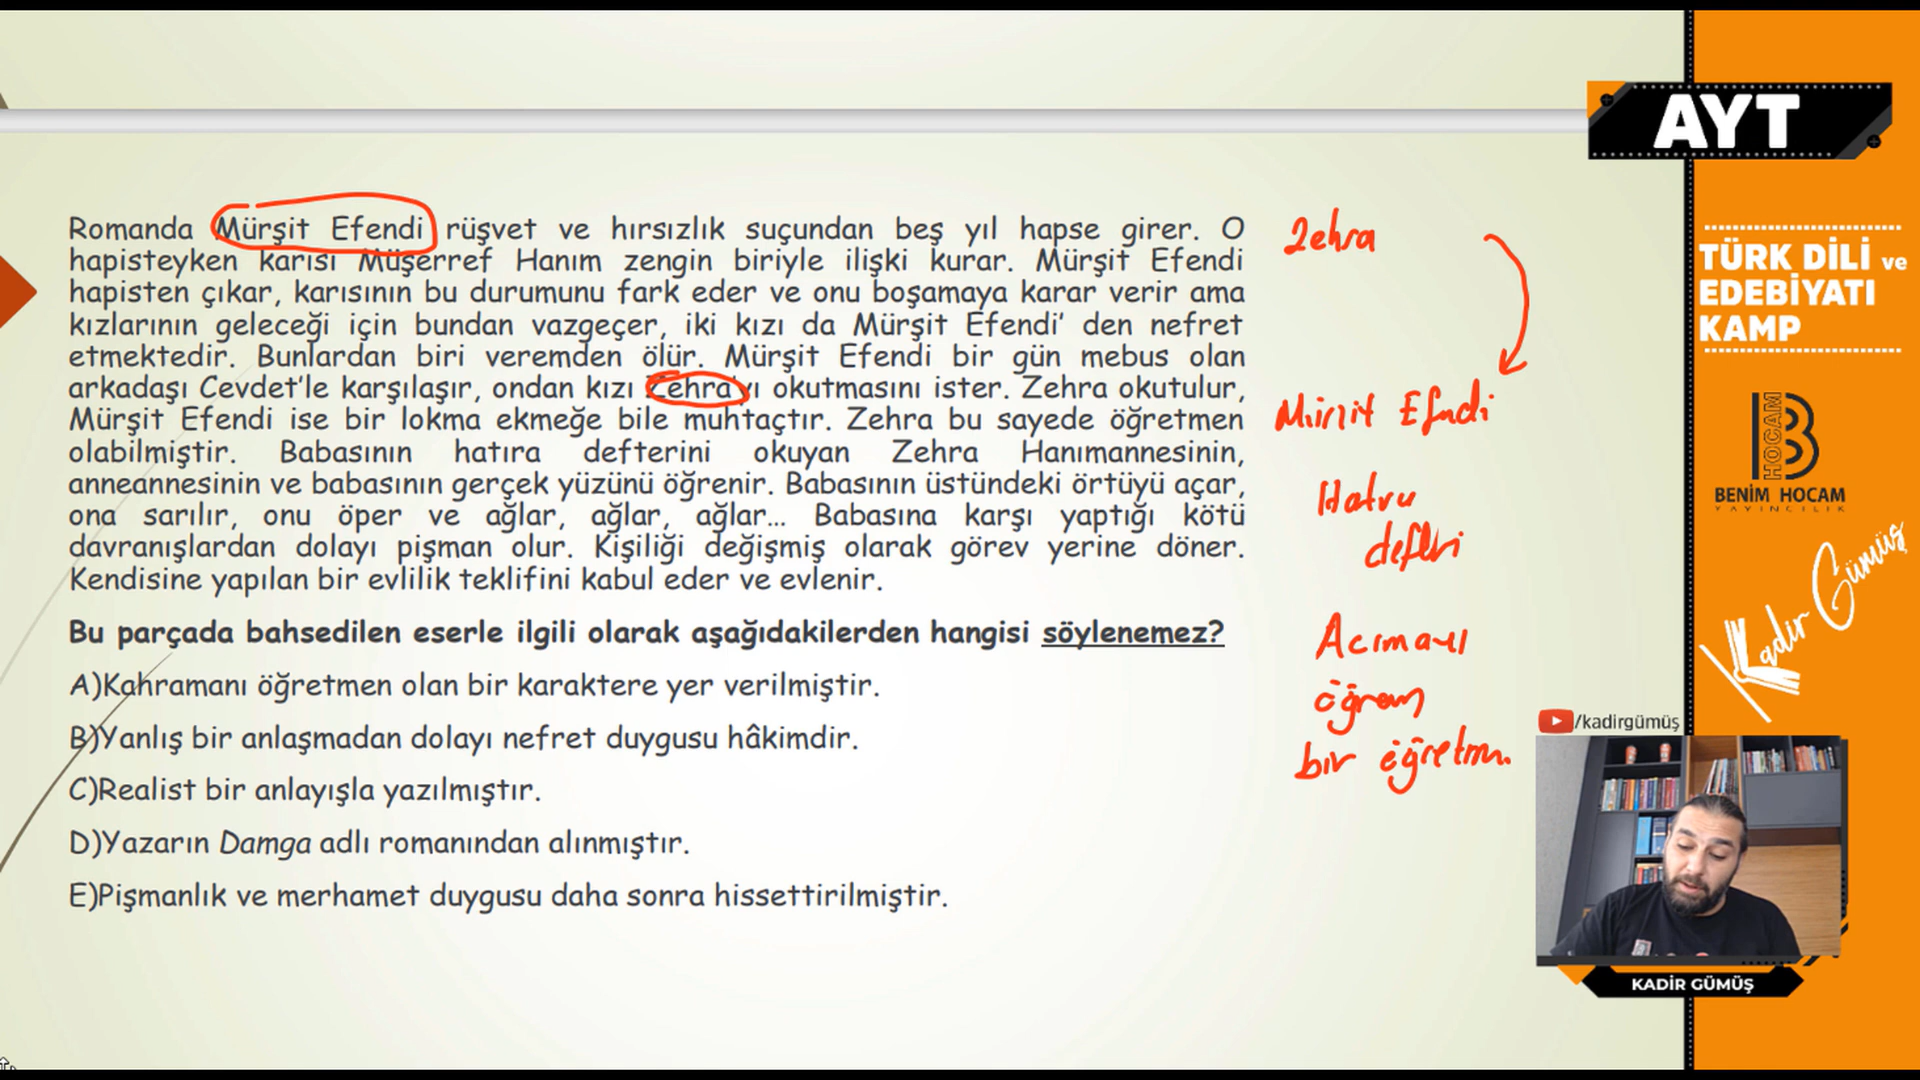 AYT
TÜRK DİLİ ve
EDEBİYATI
KAMP
Romanda Mürşit Efendi rüşvet ve hırsızlık suçundan beş yıl hapse girer. O
hapisteyken karısı Müşerref Hanım zengin biriyle ilişki kurar. Mürşit Efendi
hapisten çıkar, karısının bu durumunu fark eder ve onu boşamaya karar verir ama
kızlarının geleceği için bundan vazgeçer, iki kızı da Mürşit Efendi' den nefret
etmektedir. Bunlardan biri veremden ölür. Mürşit Efendi bir gün mebus olan
arkadaşı Cevdet'le karşılaşır, ondan kızı Zehra'yı okutmasını ister. Zehra okutulur,
Mürşit Efendi ise bir lokma ekmeğe bile muhtaçtır. Zehra bu sayede öğretmen
olabilmiştir. Babasının hatıra defterini okuyan Zehra Hanımannesinin,
anneannesinin ve babasının gerçek yüzünü öğrenir. Babasının üstündeki örtüyü açar,
ona sarılır, onu öper ve ağlar, ağlar, ağlar... Babasına karşı yaptığı kötü
davranışlardan dolayı pişman olur. Kişiliği değişmiş olarak görev yerine döner.
Kendisine yapılan bir evlilik teklifini kabul eder ve evlenir.
Bu parçada bahsedilen eserle ilgili olarak aşağıdakilerden hangisi söylenemez?
A)Kahramanı öğretmen olan bir karaktere yer verilmiştir.
B)Yanlış bir anlaşmadan dolayı nefret duygusu hâkimdir.
C)Realist bir anlayışla yazılmıştır.
D)Yazarın Damga adlı romanından alınmıştır.
E)Pişmanlık ve merhamet duygusu daha sonra hissettirilmiştir.
Zehra
Mürşit Efendi
Hatıra
defteri
Acımayı
öğrenen
bir öğretmen
B HOCAM
BENİM HOCAM
YAYINCILIK
Kadir Gümüş
/kadirgümüş
KADİR GÜMÜŞ